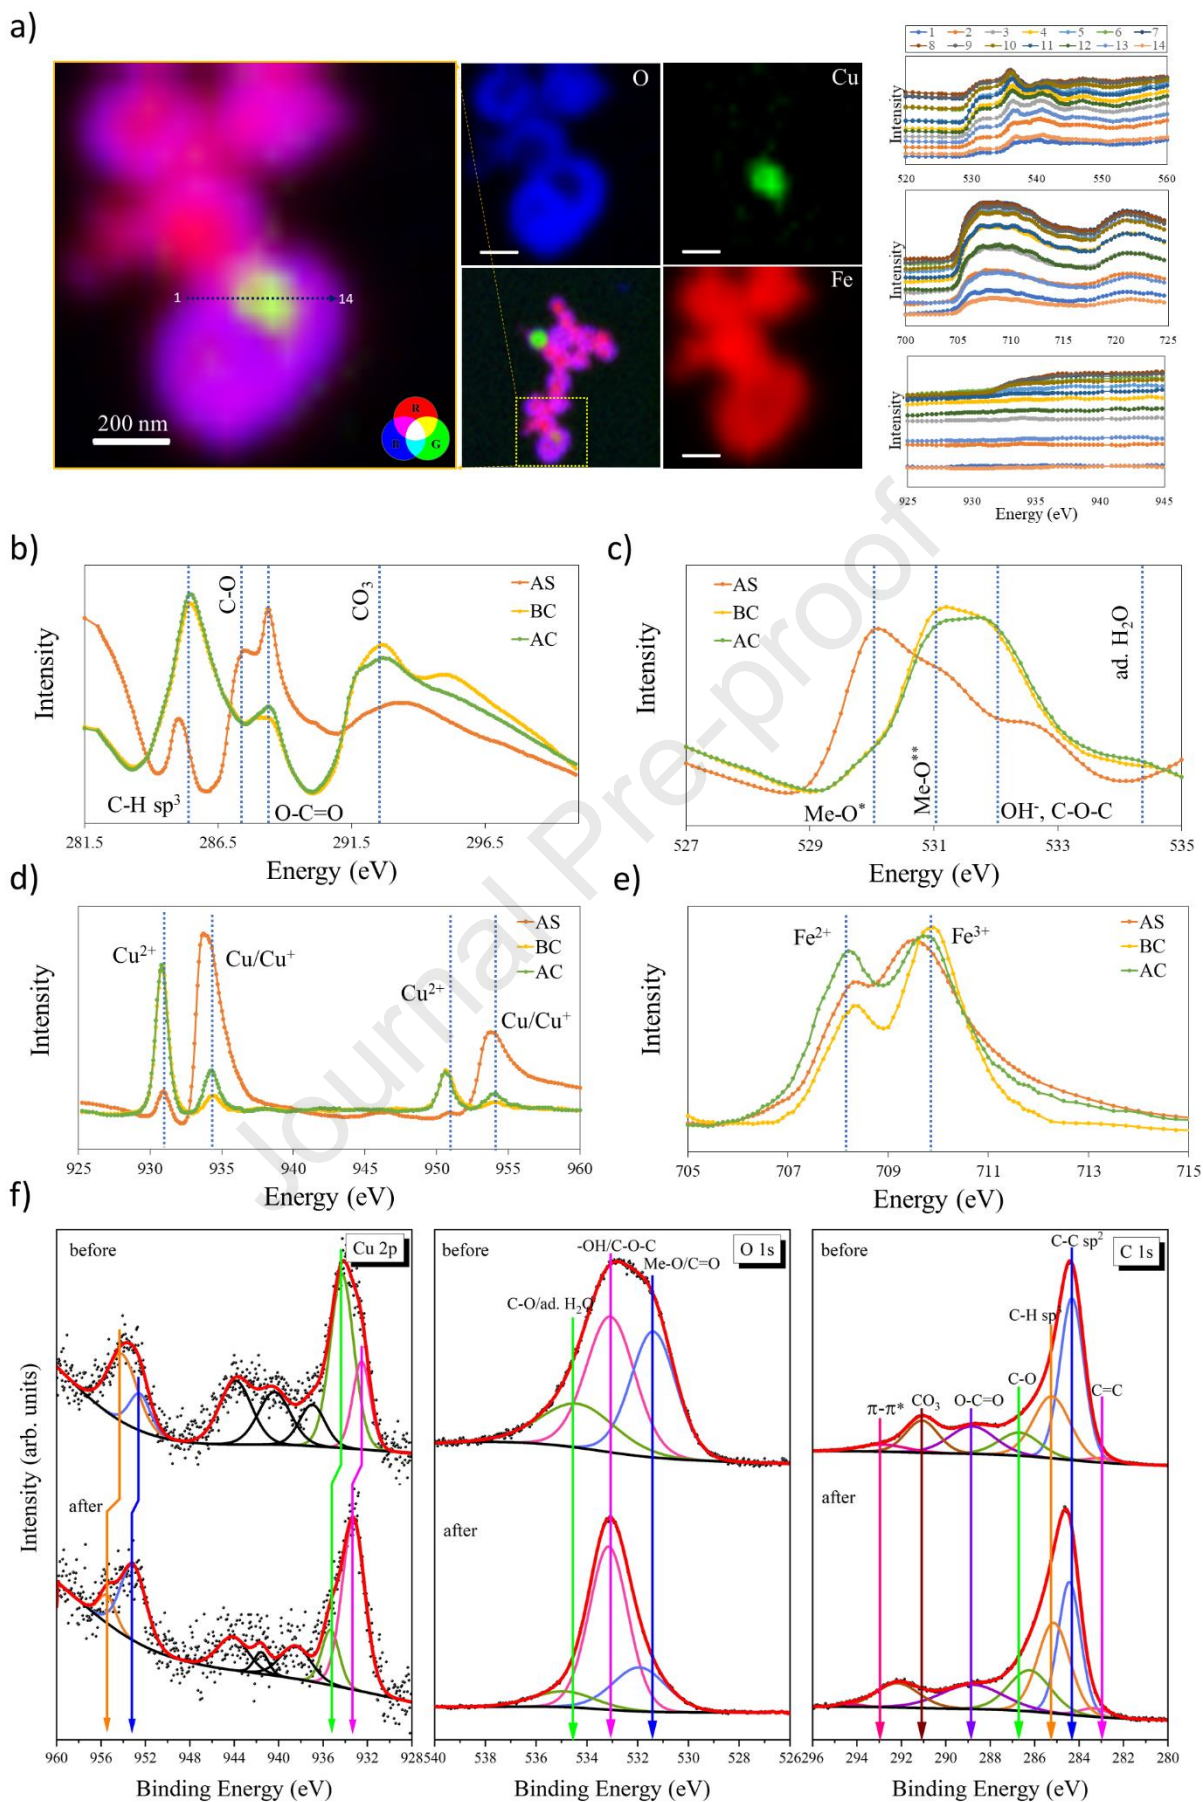 a)
O
Cu
Fe
1
14
200 nm
R
B
G
1 2 3 4 5 6 7
8 9 10 11 12 13 14
Intensity
520 530 540 550 560
Intensity
700 705 710 715 720 725
Intensity
925 930 935 940 945
Energy (eV)
b)
C-H sp3
C-O
O-C=O
CO3
AS
BC
AC
Intensity
281.5 286.5 291.5 296.5
Energy (eV)
c)
AS
BC
AC
Me-O*
Me-O**
OH-, C-O-C
ad. H2O
Intensity
527 529 531 533 535
Energy (eV)
d)
Cu2+
Cu/Cu+
Cu2+
Cu/Cu+
AS
BC
AC
Intensity
925 930 935 940 945 950 955 960
Energy (eV)
e)
Fe2+
Fe3+
AS
BC
AC
Intensity
705 707 709 711 713 715
Energy (eV)
f)
Intensity (arb. units)
before
Cu 2p
after
960 956 952 948 944 940 936 932 928
Binding Energy (eV)
before
O 1s
-OH/C-O-C
Me-O/C=O
C-O/ad. H2O
after
540 538 536 534 532 530 528 526
Binding Energy (eV)
before
C 1s
C-C sp2
C-H sp
C-O
C=C
O-C=O
CO3
π-π*
after
296 294 292 290 288 286 284 282 280
Binding Energy (eV)
Journal Pre-proof